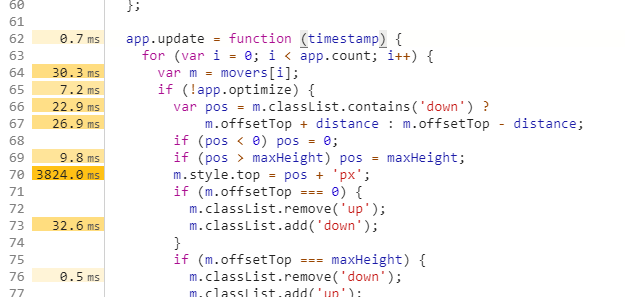 60 };
61
62 0.7 ms app.update = function (timestamp) {
63 for (var i = 0; i < app.count; i++) {
64 30.3 ms var m = movers[i];
65 7.2 ms if (!app.optimize) {
66 22.9 ms var pos = m.classList.contains('down') ?
67 26.9 ms m.offsetTop + distance : m.offsetTop - distance;
68 if (pos < 0) pos = 0;
69 9.8 ms if (pos > maxHeight) pos = maxHeight;
70 3824.0 ms m.style.top = pos + 'px';
71 if (m.offsetTop === 0) {
72 m.classList.remove('up');
73 32.6 ms m.classList.add('down');
74 }
75 if (m.offsetTop === maxHeight) {
76 0.5 ms m.classList.remove('down');
77 m.classList.add('up');